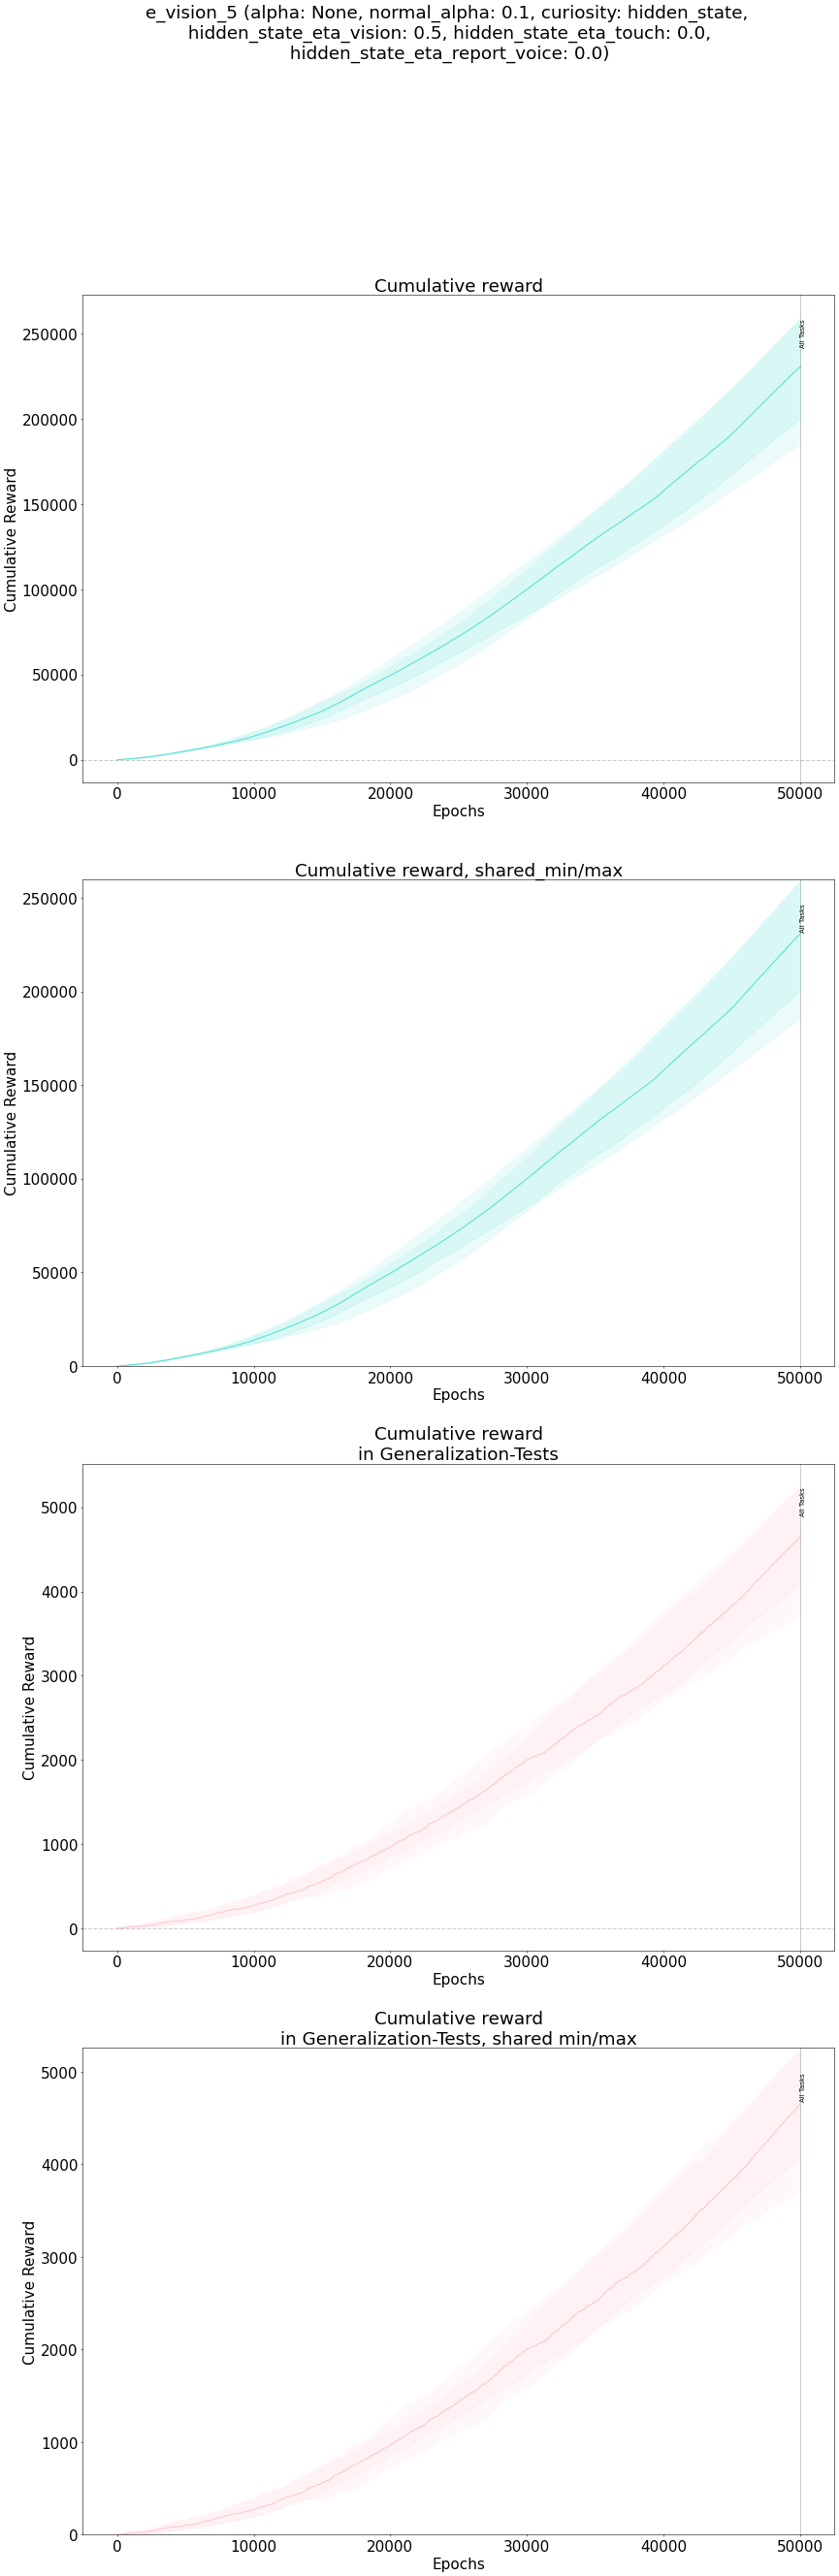 e_vision_5 (alpha: None, normal_alpha: 0.1, curiosity: hidden_state,
hidden_state_eta_vision: 0.5, hidden_state_eta_touch: 0.0,
hidden_state_eta_report_voice: 0.0)
Cumulative reward
250000
200000
150000
100000
50000
0
Cumulative Reward
All Tasks
0 10000 20000 30000 40000 50000
Epochs
Cumulative reward, shared_min/max
250000
200000
150000
100000
50000
0
Cumulative Reward
All Tasks
0 10000 20000 30000 40000 50000
Epochs
Cumulative reward
in Generalization-Tests
5000
4000
3000
2000
1000
0
Cumulative Reward
All Tasks
0 10000 20000 30000 40000 50000
Epochs
Cumulative reward
in Generalization-Tests, shared min/max
5000
4000
3000
2000
1000
0
Cumulative Reward
All Tasks
0 10000 20000 30000 40000 50000
Epochs